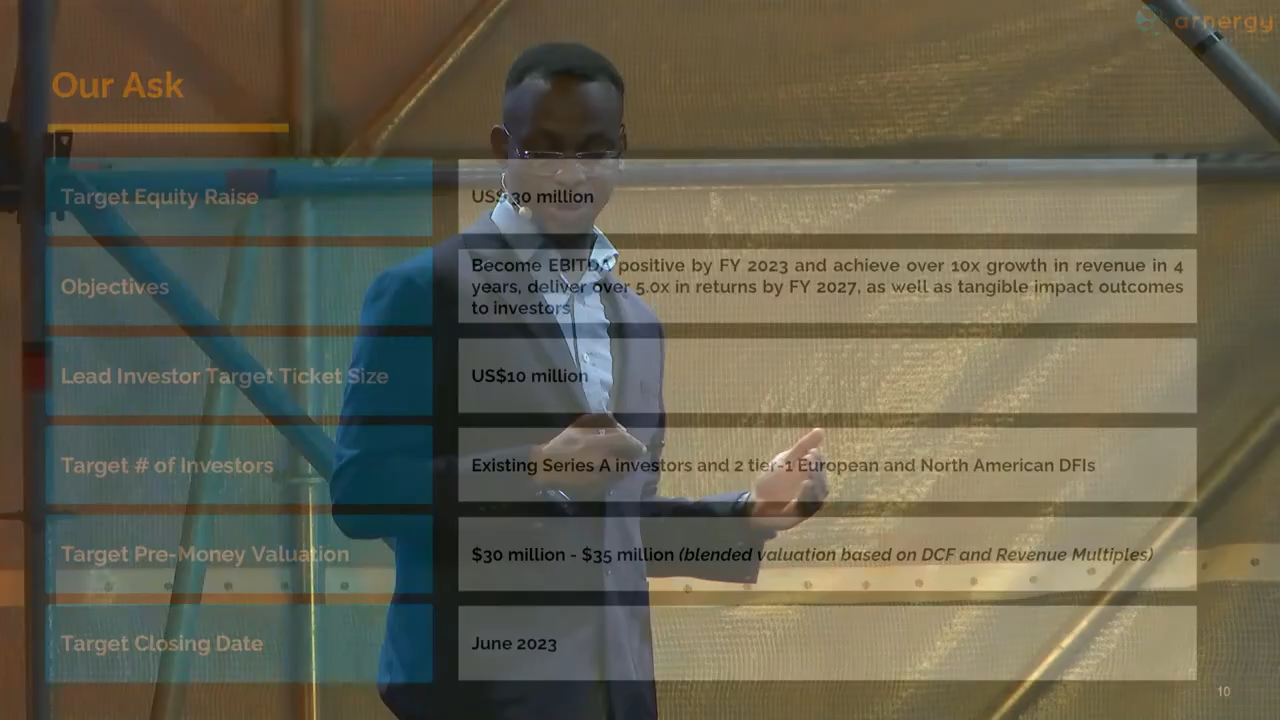 arnergy
Our Ask
Target Equity Raise
US$ 30 million
Objectives
Become EBITDA positive by FY 2023 and achieve over 10x growth in revenue in 4
years, deliver over 5.0x in returns by FY 2027, as well as tangible impact outcomes
to investors
Lead Investor Target Ticket Size
US$10 million
Target # of Investors
Existing Series A investors and 2 tier-1 European and North American DFIs
Target Pre-Money Valuation
$30 million - $35 million (blended valuation based on DCF and Revenue Multiples)
Target Closing Date
June 2023
10